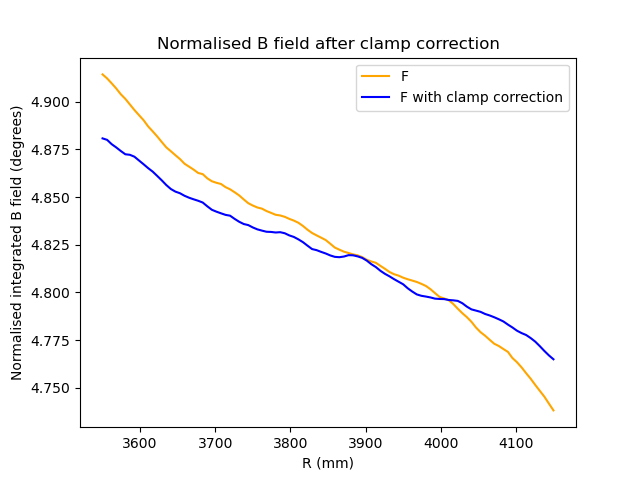 Normalised B field after clamp correction
F
F with clamp correction
Normalised integrated B field (degrees)
4.900
4.875
4.850
4.825
4.800
4.775
4.750
3600 3700 3800 3900 4000 4100
R (mm)